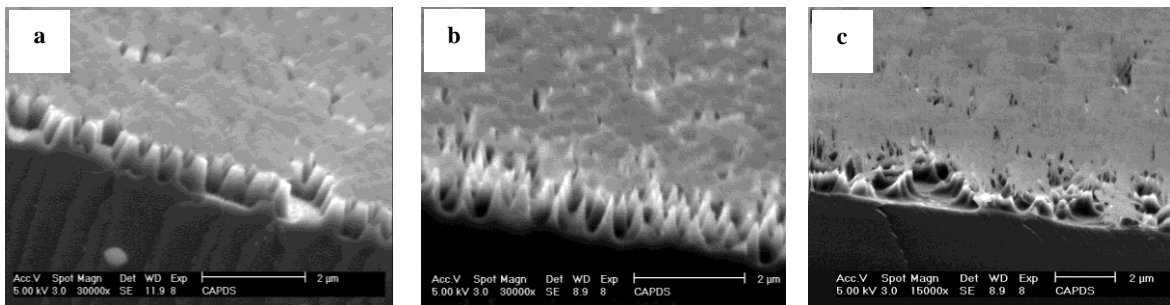 a
Acc.V Spot Magn Det WD Exp 2 µm
5.00 kV 3.0 30000x SE 11.9 8 CAPDS
b
Acc.V Spot Magn Det WD Exp 2 µm
5.00 kV 3.0 30000x SE 8.9 8 CAPDS
c
Acc.V Spot Magn Det WD Exp 2 µm
5.00 kV 3.0 15000x SE 8.9 8 CAPDS